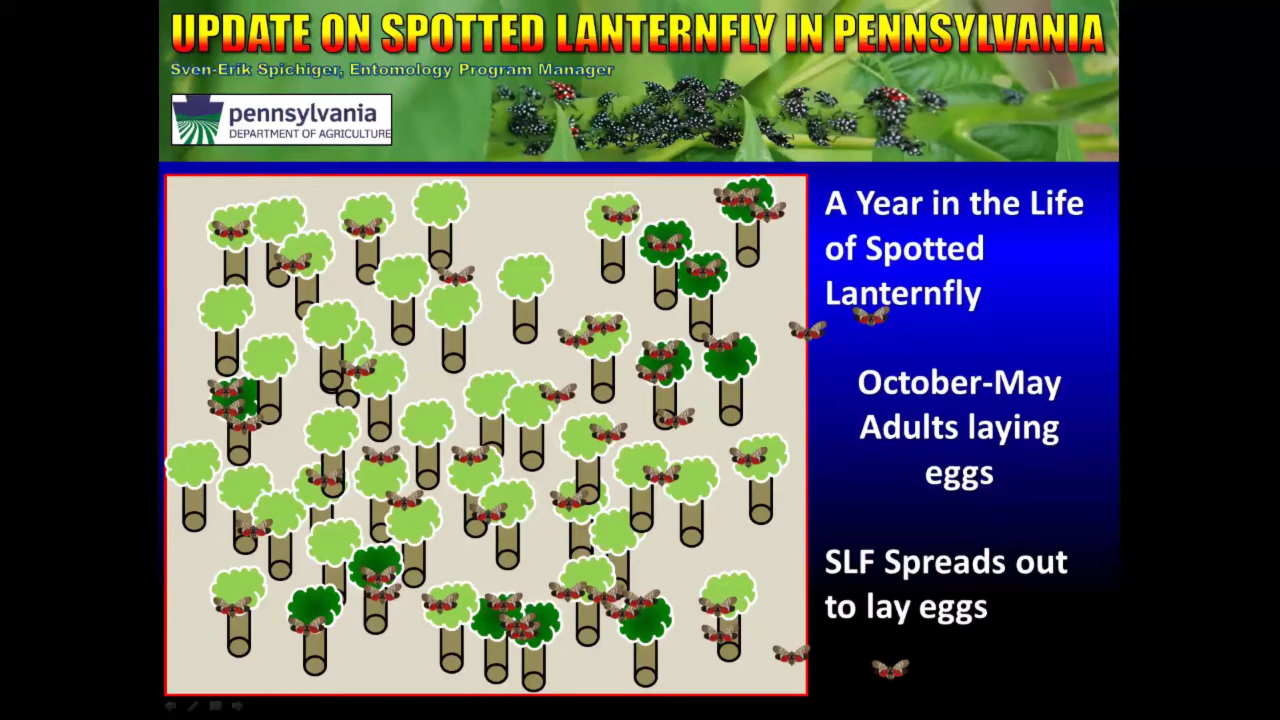 UPDATE ON SPOTTED LANTERNFLY IN PENNSYLVANIA
Sven-Erik Spichiger, Entomology Program Manager
pennsylvania
DEPARTMENT OF AGRICULTURE
A Year in the Life
of Spotted
Lanternfly
October-May
Adults laying
eggs
SLF Spreads out
to lay eggs